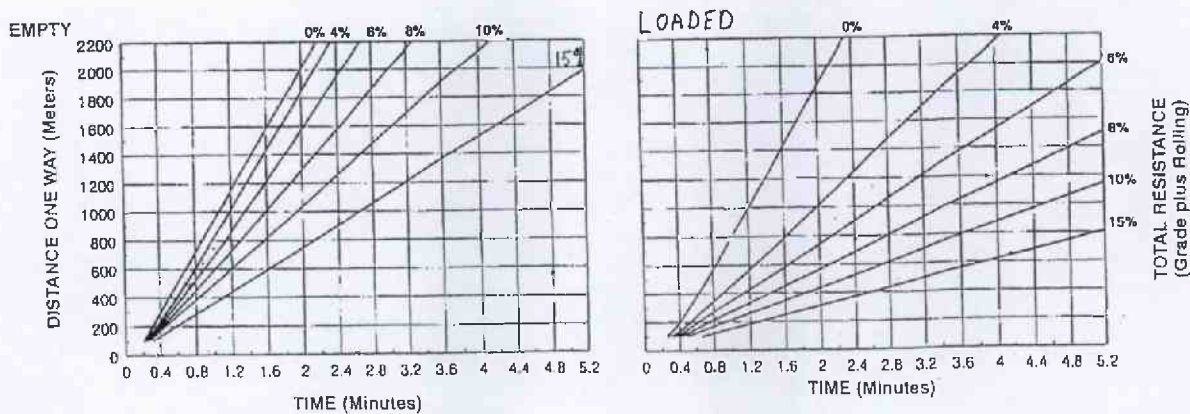 EMPTY
0% 4% 6% 8% 10%
15%
2200
2000
1800
1600
1400
1200
1000
800
600
400
200
0
DISTANCE ONE WAY (Meters)
0 0.4 0.8 1.2 1.6 2.0 2.4 2.8 3.2 3.6 4 4.4 4.8 5.2
TIME (Minutes)
LOADED
0% 4%
6%
8%
10%
15%
TOTAL RESISTANCE
(Grade plus Rolling)
0 0.4 0.8 1.2 1.6 2 2.4 2.8 3.2 3.6 4 4.4 4.8 5.2
TIME (Minutes)